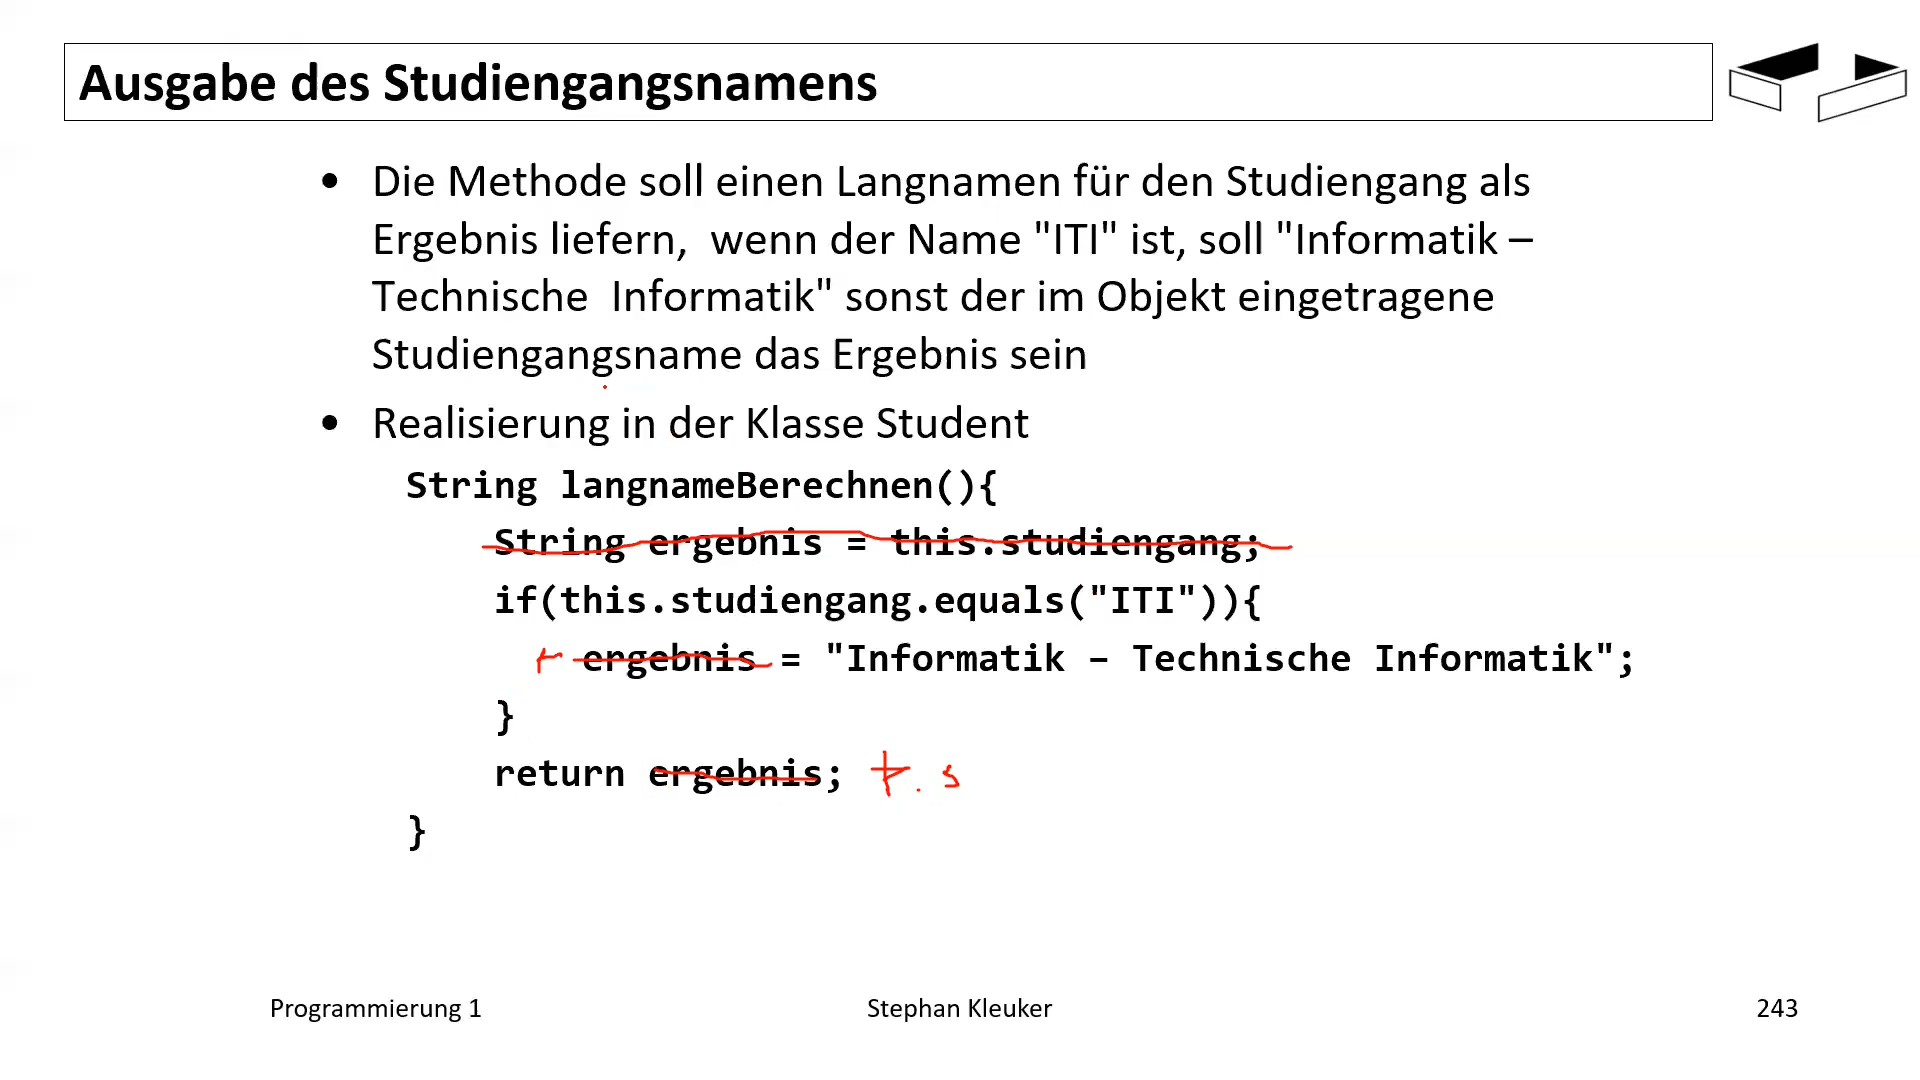 Ausgabe des Studiengangsnamens
• Die Methode soll einen Langnamen für den Studiengang als
Ergebnis liefern, wenn der Name "ITI" ist, soll "Informatik –
Technische Informatik" sonst der im Objekt eingetragene
Studiengangsname das Ergebnis sein
• Realisierung in der Klasse Student
String langnameBerechnen(){
String ergebnis = this.studiengang;
if(this.studiengang.equals("ITI")){
r ergebnis = "Informatik – Technische Informatik";
}
return ergebnis; t. s
}
Programmierung 1 Stephan Kleuker 243